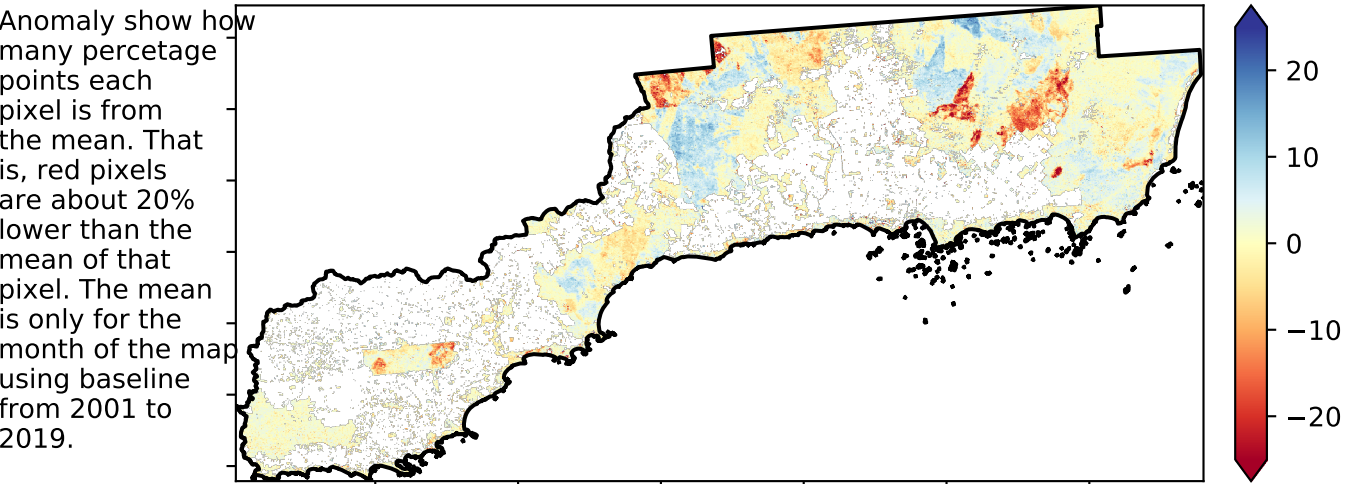 Anomaly show how
many percetage
points each
pixel is from
the mean. That
is, red pixels
are about 20%
lower than the
mean of that
pixel. The mean
is only for the
month of the map
using baseline
from 2001 to
2019.
20
10
0
−10
−20